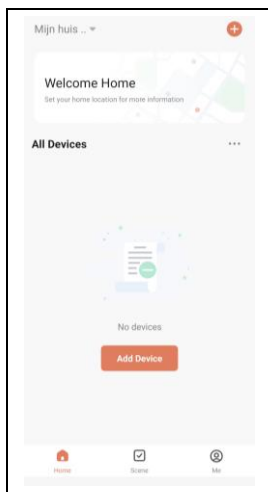 Mijn huis ..
Welcome Home
Set your home location for more information
All Devices
No devices
Add Device
Home
Scene
Me